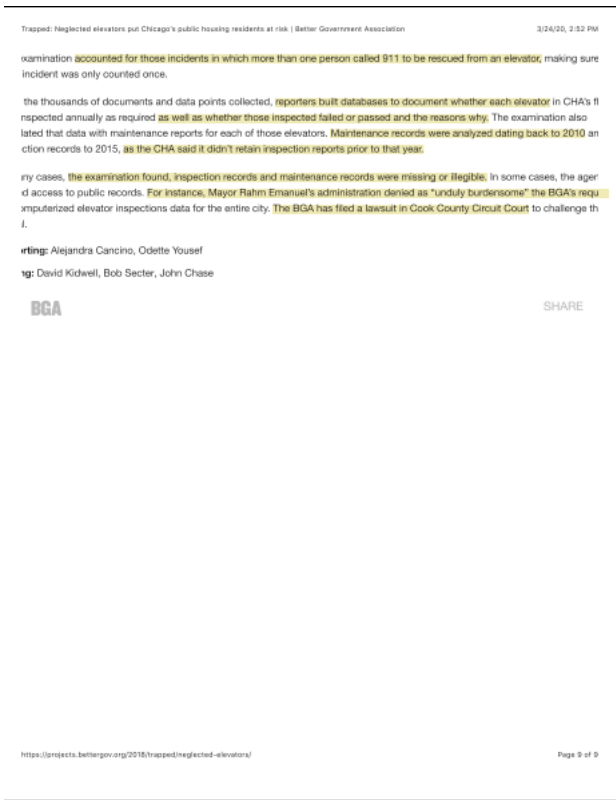 Trapped: Neglected elevators put Chicago's public housing residents at risk | Better Government Association 3/24/20, 2:52 PM
xamination accounted for those incidents in which more than one person called 911 to be rescued from an elevator, making sure
incident was only counted once.
the thousands of documents and data points collected, reporters built databases to document whether each elevator in CHA's fl
nspected annually as required as well as whether those inspected failed or passed and the reasons why. The examination also
lated that data with maintenance reports for each of those elevators. Maintenance records were analyzed dating back to 2010 an
ction records to 2015, as the CHA said it didn't retain inspection reports prior to that year.
ny cases, the examination found, inspection records and maintenance records were missing or illegible. In some cases, the agen
d access to public records. For instance, Mayor Rahm Emanuel's administration denied as "unduly burdensome" the BGA's requ
omputerized elevator inspections data for the entire city. The BGA has filed a lawsuit in Cook County Circuit Court to challenge th
l.
rting: Alejandra Cancino, Odette Yousef
ng: David Kidwell, Bob Secter, John Chase
BGA SHARE
https://projects.bettergov.org/2018/trapped/neglected-elevators/ Page 9 of 9